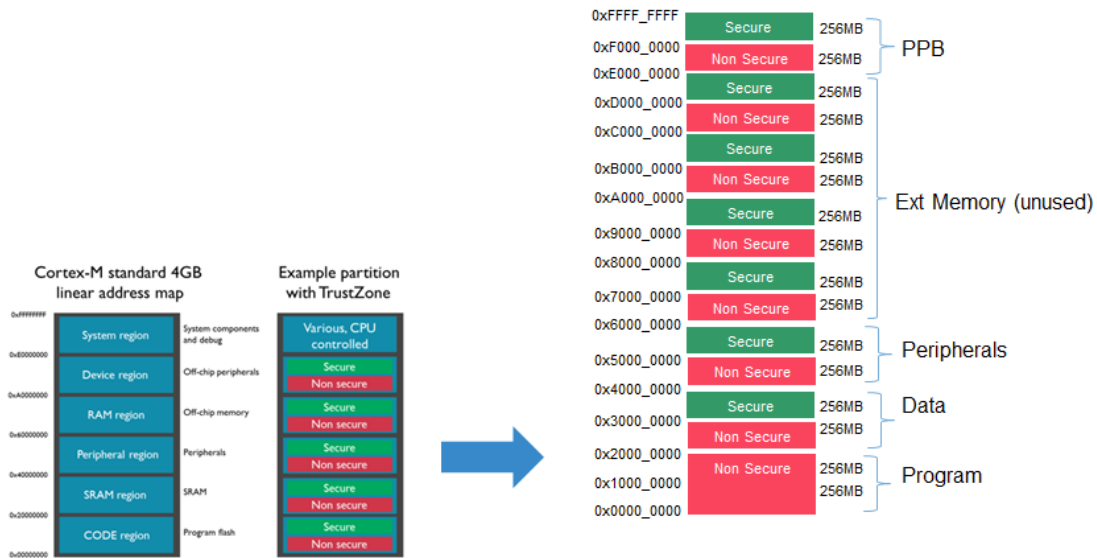 Cortex-M standard 4GB
linear address map
Example partition
with TrustZone
0xFFFFFFFF
System region
System components
and debug
Various, CPU
controlled
0xE0000000
Device region
Off-chip peripherals
Secure
Non secure
0xA0000000
RAM region
Off-chip memory
Secure
Non secure
0x60000000
Peripheral region
Peripherals
Secure
Non secure
0x40000000
SRAM region
SRAM
Secure
Non secure
0x20000000
CODE region
Program flash
Secure
Non secure
0x00000000
0xFFFF_FFFF
Secure
256MB
0xF000_0000
Non Secure
256MB
PPB
0xE000_0000
Secure
256MB
0xD000_0000
Non Secure
256MB
0xC000_0000
Secure
256MB
0xB000_0000
Non Secure
256MB
0xA000_0000
Ext Memory (unused)
Secure
256MB
0x9000_0000
Non Secure
256MB
0x8000_0000
Secure
256MB
0x7000_0000
Non Secure
256MB
0x6000_0000
Secure
256MB
Peripherals
0x5000_0000
Non Secure
256MB
0x4000_0000
Secure
256MB
Data
0x3000_0000
Non Secure
256MB
0x2000_0000
Non Secure
256MB
Program
0x1000_0000
256MB
0x0000_0000